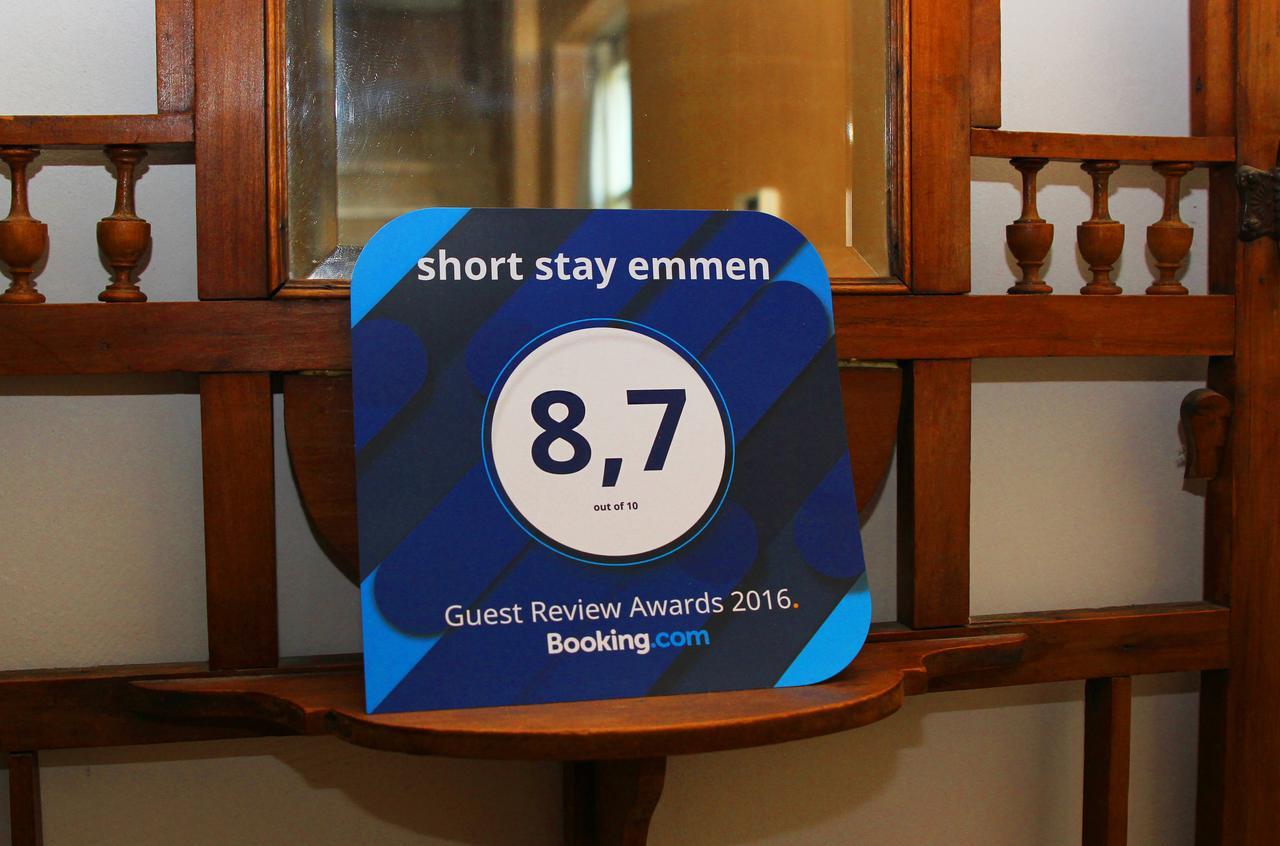 short stay emmen
8,7
out of 10
Guest Review Awards 2016.
Booking.com